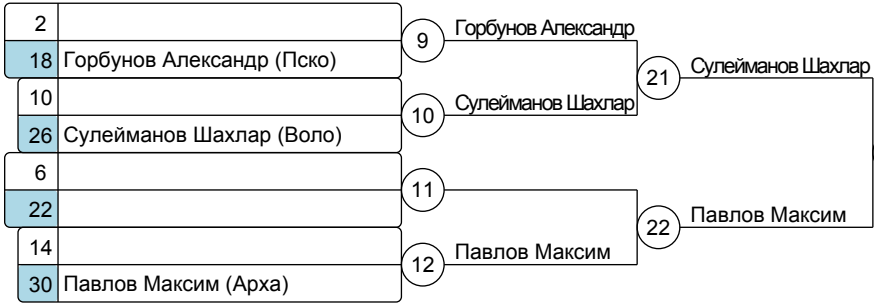 2
18 Горбунов Александр (Пско)
9
Горбунов Александр
10
26 Сулейманов Шахлар (Воло)
10
Сулейманов Шахлар
21
Сулейманов Шахлар
6
22
11
14
30 Павлов Максим (Арха)
12
Павлов Максим
22
Павлов Максим